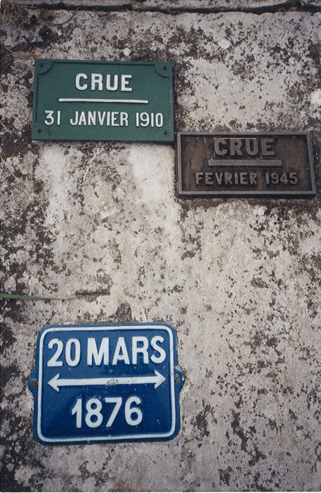 CRUE
31 JANVIER 1910
CRUE
FEVRIER 1945
20 MARS
1876